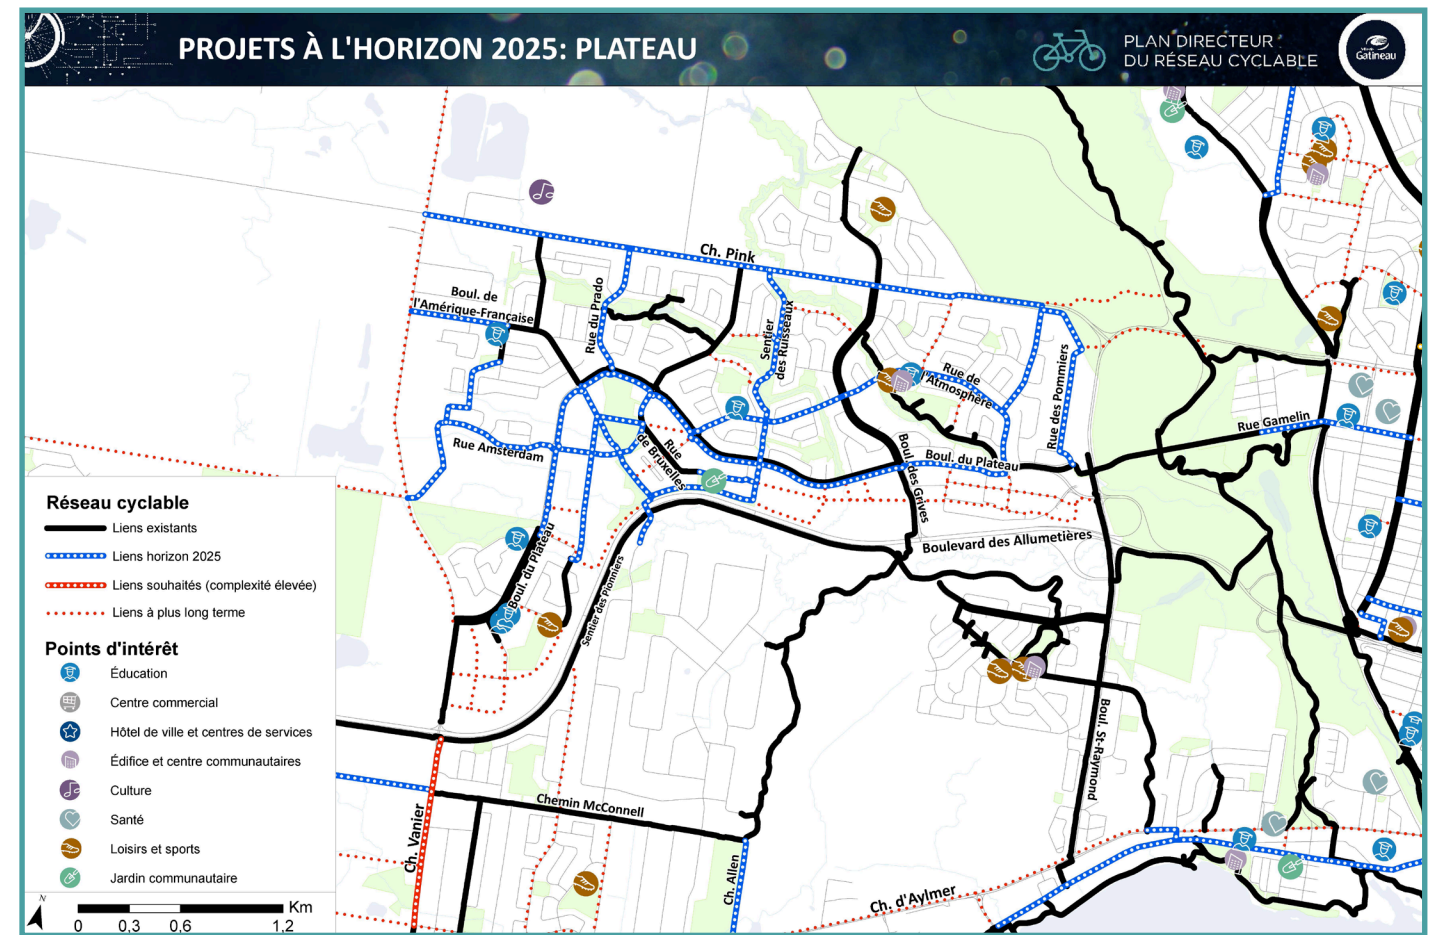 PROJETS À L'HORIZON 2025: PLATEAU
PLAN DIRECTEUR
DU RÉSEAU CYCLABLE
Gatineau
Ch. Pink
Boul. de
l'Amérique-Française
Rue du Prado
Sentier
des Ruisseaux
Rue de
l'Atmosphère
Rue des Pommiers
Rue Gamelin
Rue Amsterdam
Rue
de Bruxelles
Boul. des Grives
Boul. du Plateau
Boul. du Plateau
Sentier des Pionniers
Boulevard des Allumetières
Boul. St-Raymond
Chemin McConnell
Ch. Vanier
Ch. Allen
Ch. d'Aylmer
Réseau cyclable
Liens existants
Liens horizon 2025
Liens souhaités (complexité élevée)
Liens à plus long terme
Points d'intérêt
Éducation
Centre commercial
Hôtel de ville et centres de services
Édifice et centre communautaires
Culture
Santé
Loisirs et sports
Jardin communautaire
N
Km
0 0,3 0,6 1,2